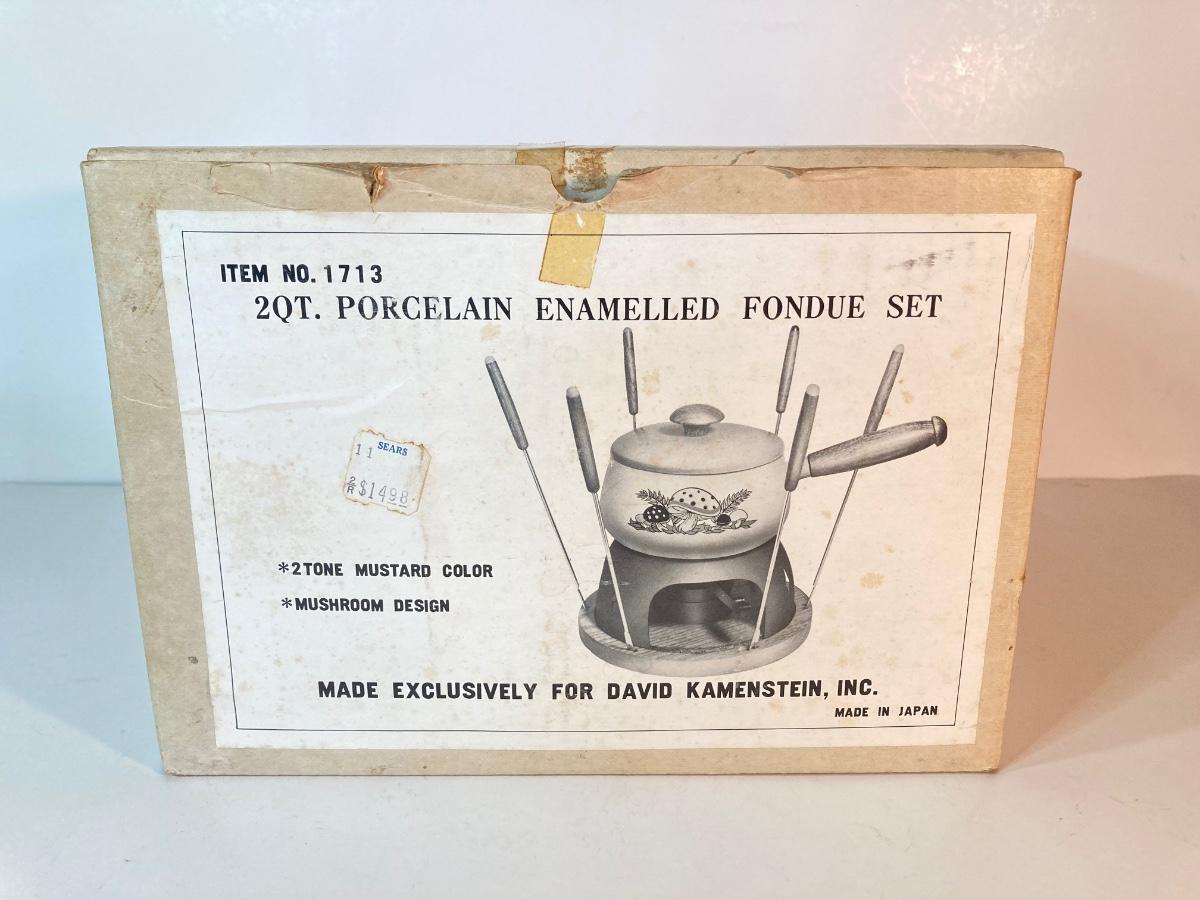 ITEM NO. 1713
2QT. PORCELAIN ENAMELLED FONDUE SET
SEARS
11
2/R $1498
*2TONE MUSTARD COLOR
*MUSHROOM DESIGN
MADE EXCLUSIVELY FOR DAVID KAMENSTEIN, INC.
MADE IN JAPAN